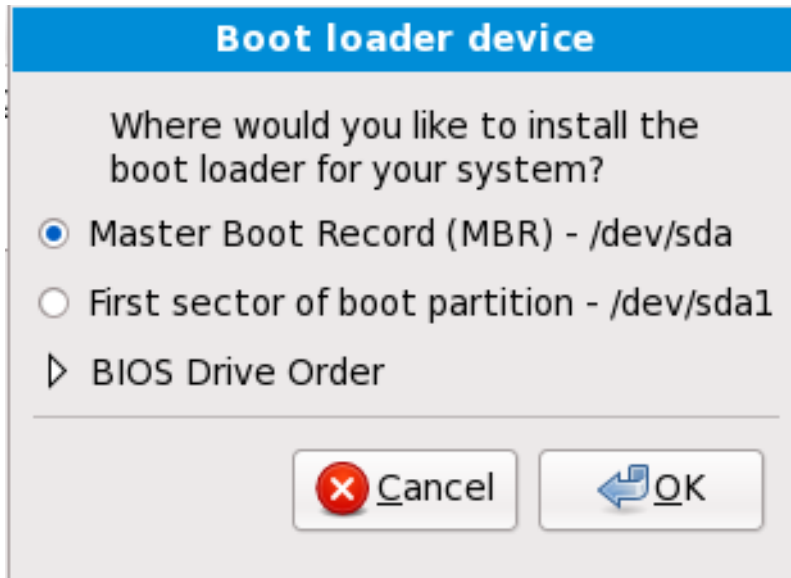 Boot loader device
Where would you like to install the
boot loader for your system?
Master Boot Record (MBR) - /dev/sda
First sector of boot partition - /dev/sda1
BIOS Drive Order
Cancel
OK